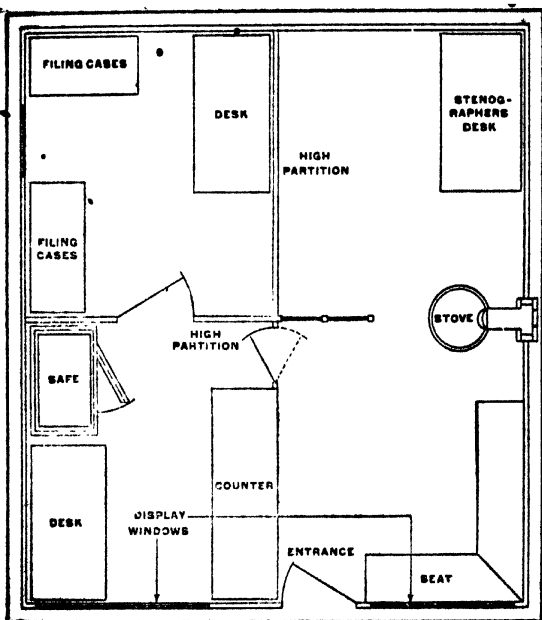 FILING CASES
DESK
STENOG-
RAPHERS
DESK
HIGH
PARTITION
FILING
CASES
STOVE
HIGH
PARTITION
SAFE
COUNTER
DESK
DISPLAY
WINDOWS
ENTRANCE
SEAT